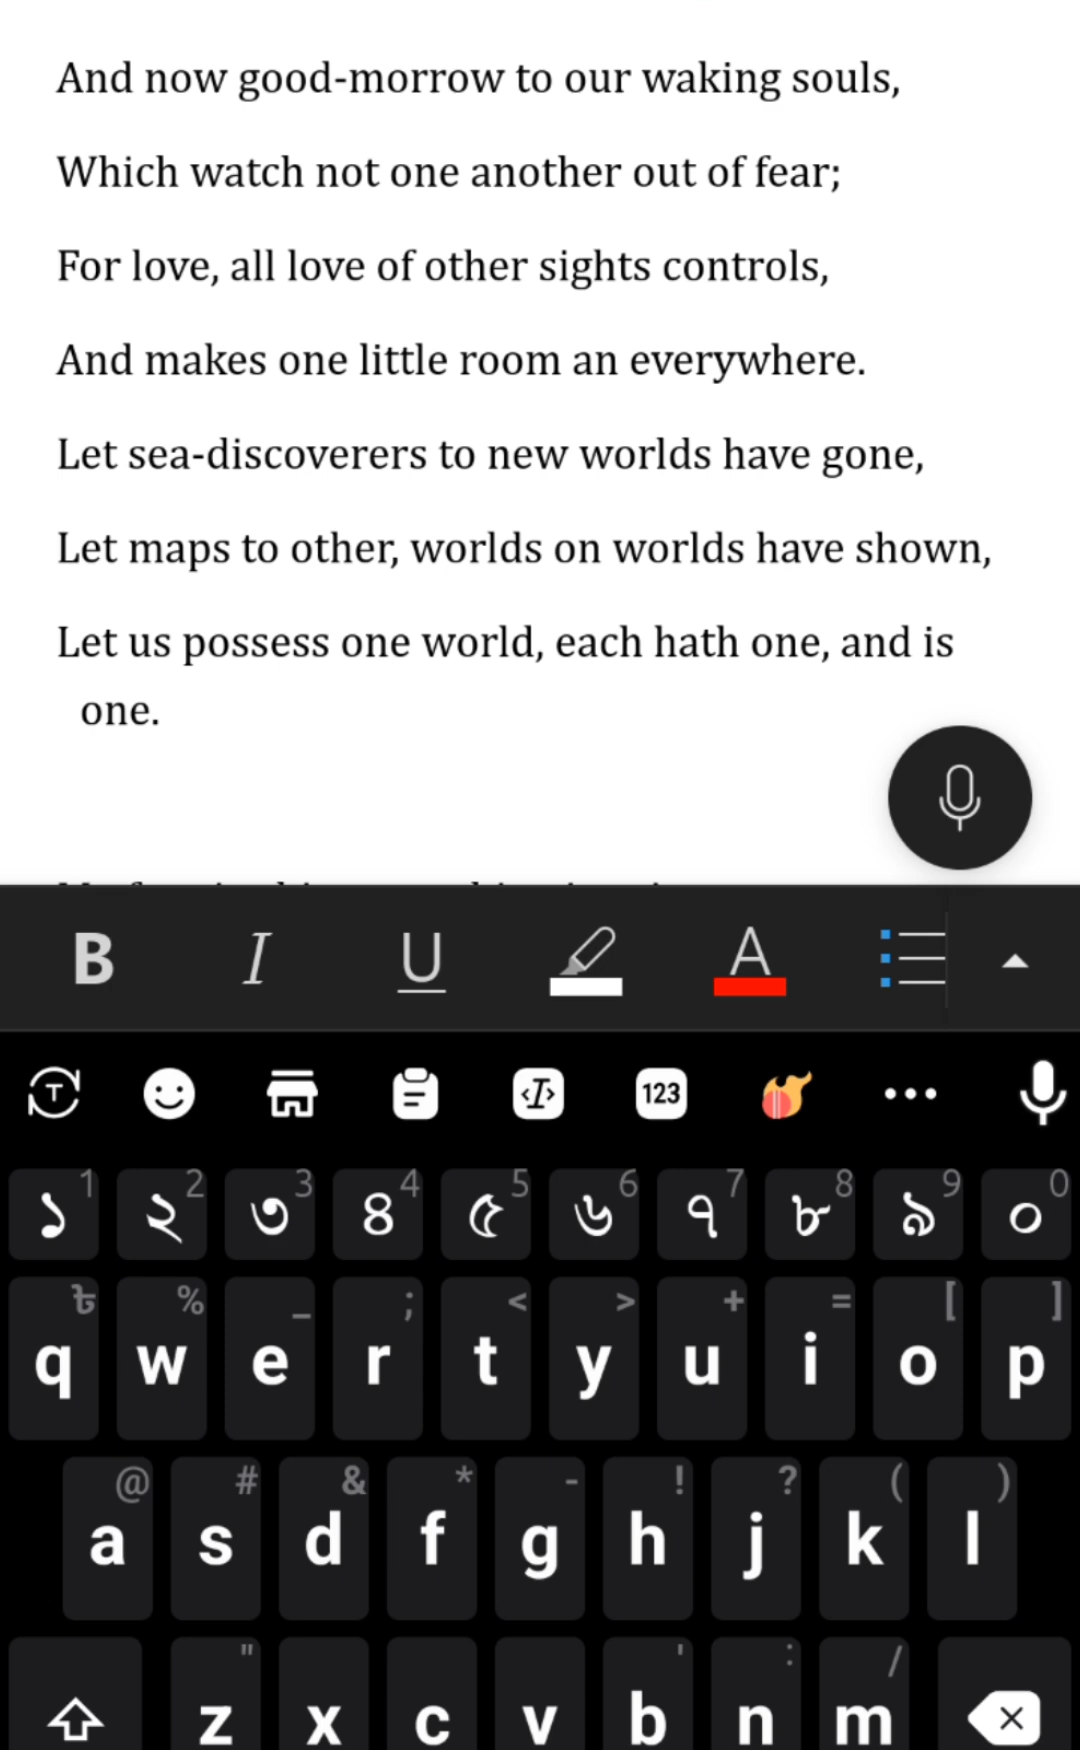 And now good-morrow to our waking souls,
Which watch not one another out of fear;
For love, all love of other sights controls,
And makes one little room an everywhere.
Let sea-discoverers to new worlds have gone,
Let maps to other, worlds on worlds have shown,
Let us possess one world, each hath one, and is
one.
B I U A
T 123
1 2 3 4 5 6 7 8 9 0
১ ২ ৩ ৪ ৫ ৬ ৭ ৮ ৯ ০
৳ % _ ; < > + = [ ]
q w e r t y u i o p
@ # & * - ! ? ( )
a s d f g h j k l
" ' : /
z x c v b n m